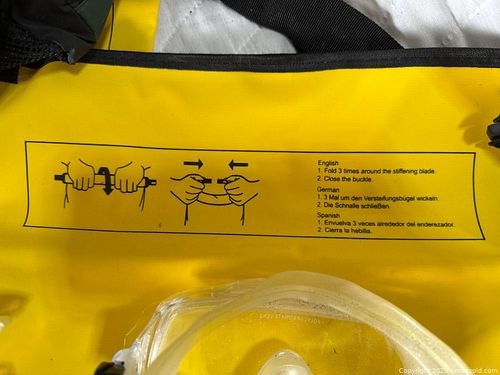 English
1. Fold 3 times around the stiffening blade.
2. Close the buckle.
German
1. 3 Mal um den Versteifungsbügel wickeln.
2. Die Schnalle schließen.
Spanish
1. Envuelva 3 veces alrededor del enderezador.
2. Cierra la hebilla.